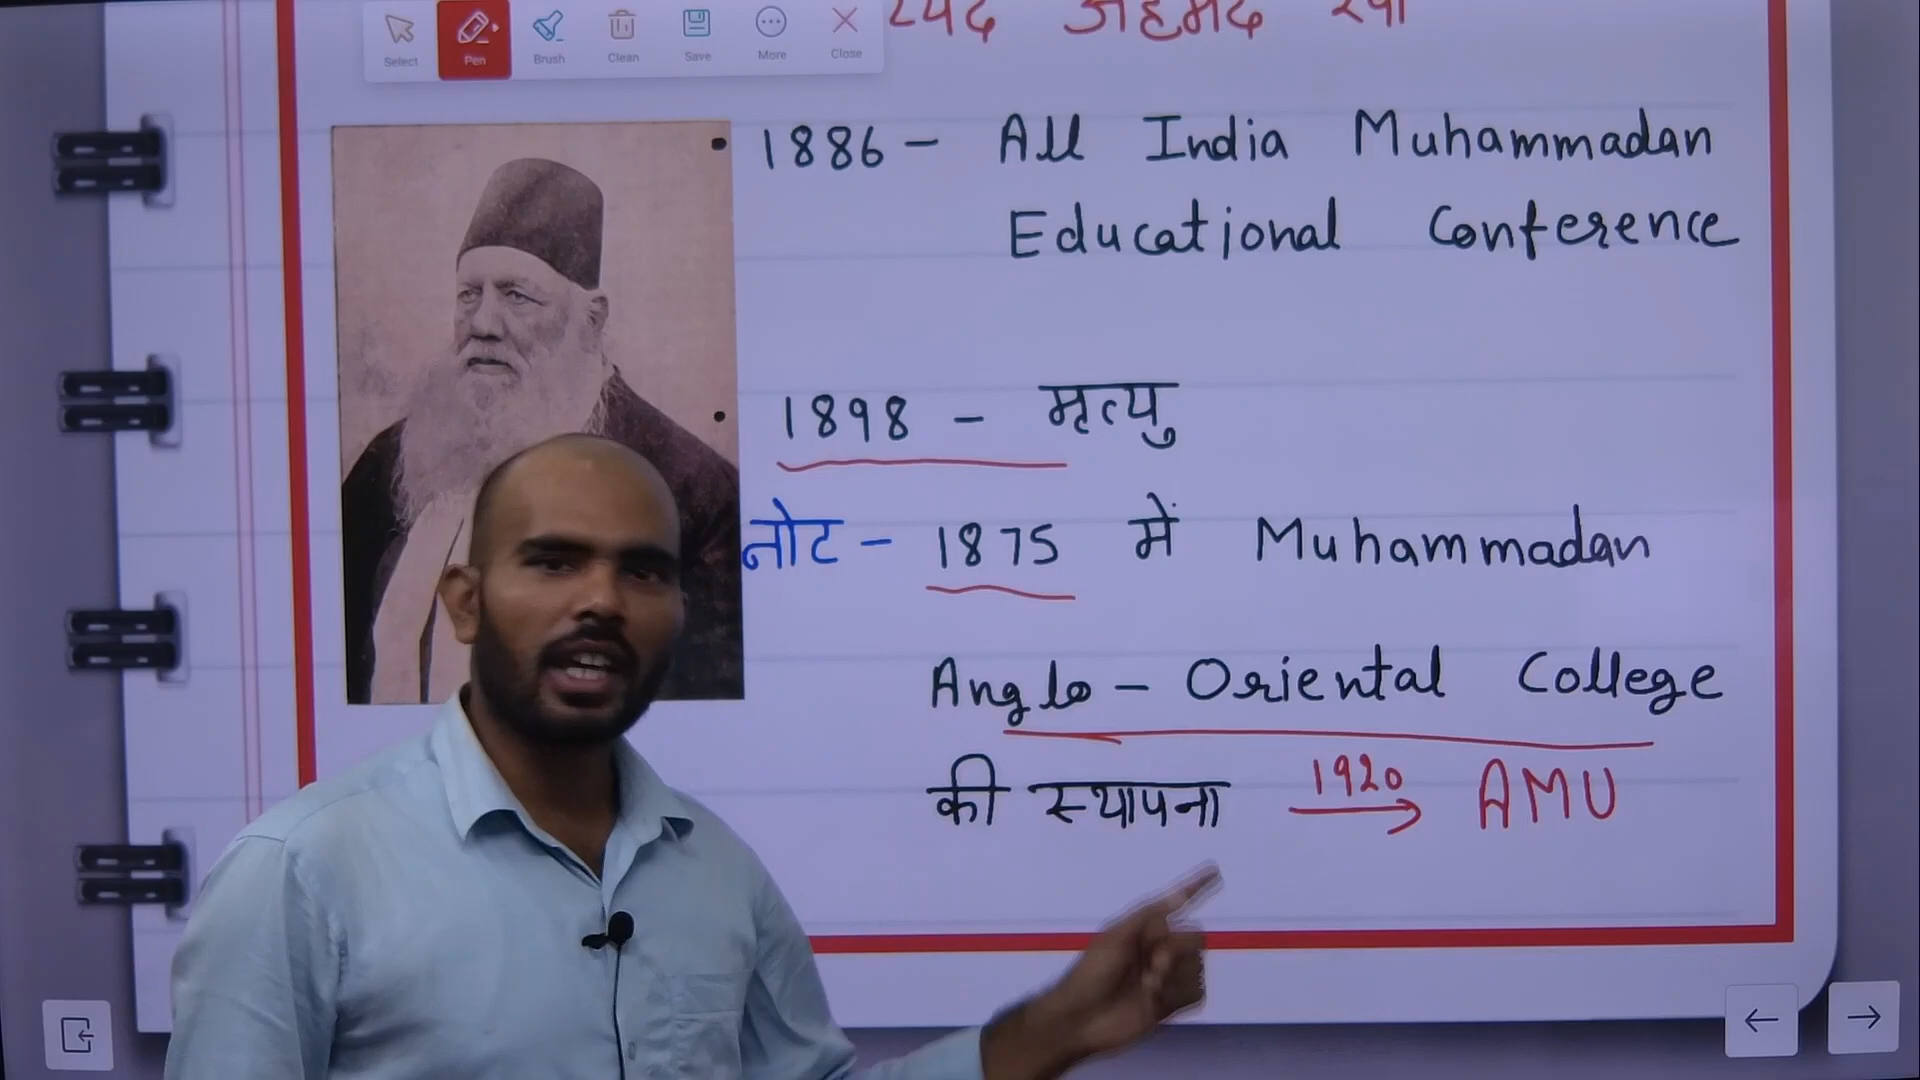 Select Pen Brush Clean Save More Close
अहमद
1886 - All India Muhammadan
Educational Conference
1898 - मृत्यु
नोट - 1875 में Muhammadan
Anglo - Oriental College
की स्थापना 1920 AMU